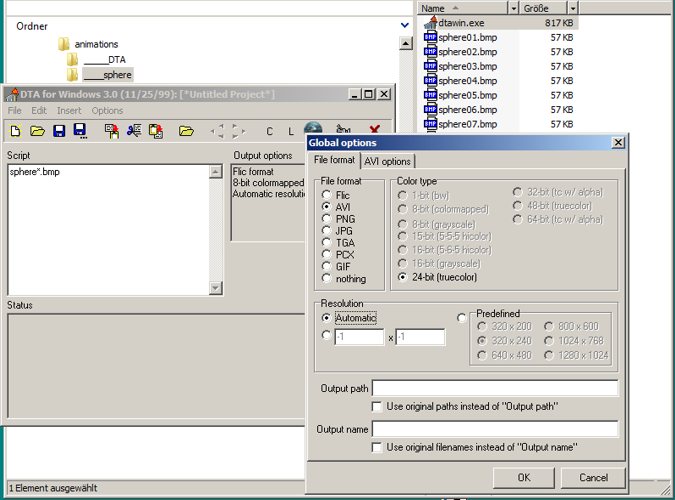 Ordner
animations
_____DTA
____sphere
Name
Größe
dtawin.exe 817 KB
sphere01.bmp 57 KB
sphere02.bmp 57 KB
sphere03.bmp 57 KB
sphere04.bmp 57 KB
sphere05.bmp 57 KB
sphere06.bmp 57 KB
sphere07.bmp 57 KB
DTA for Windows 3.0 (11/25/99): [*Untitled Project*]
File Edit Insert Options
C L
Script
sphere*.bmp
Output options
Flic format
8-bit colormapped
Automatic resolutio
Status
1 Element ausgewählt
Global options
File format AVI options
File format
Flic
AVI
PNG
JPG
TGA
PCX
GIF
nothing
Color type
1-bit (bw)
8-bit (colormapped)
8-bit (grayscale)
15-bit (5-5-5 hicolor)
16-bit (5-6-5 hicolor)
16-bit (grayscale)
24-bit (truecolor)
32-bit (tc w/ alpha)
48-bit (truecolor)
64-bit (tc w/ alpha)
Resolution
Automatic
-1 x -1
Predefined
320 x 200 800 x 600
320 x 240 1024 x 768
640 x 480 1280 x 1024
Output path
Use original paths instead of "Output path"
Output name
Use original filenames instead of "Output name"
OK Cancel